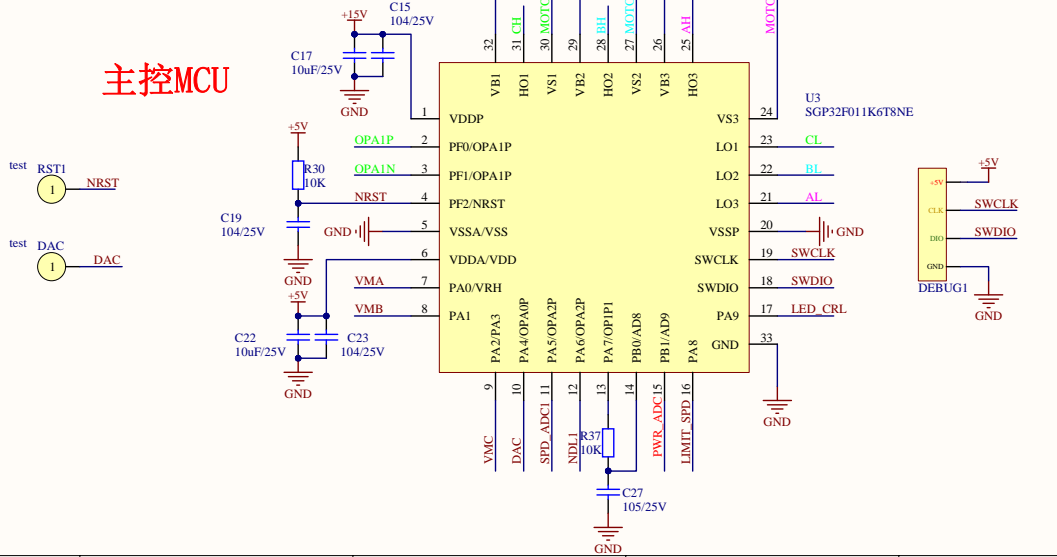 主控MCU
+15V
C15
104/25V
C17
10uF/25V
GND
CH
MOTO
BH
MOTO
AH
MOTO
32
31
30
29
28
27
26
25
VB1
HO1
VS1
VB2
HO2
VS2
VB3
HO3
U3
SGP32F011K6T8NE
1
VDDP
VS3
24
OPA1P
2
PF0/OPA1P
LO1
23
CL
OPA1N
3
PF1/OPA1P
LO2
22
BL
NRST
4
PF2/NRST
LO3
21
AL
GND
5
VSSA/VSS
VSSP
20
GND
6
VDDA/VDD
SWCLK
19
SWCLK
VMA
7
PA0/VRH
SWDIO
18
SWDIO
VMB
8
PA1
PA9
17
LED_CRL
GND
33
GND
+5V
R30
10K
C19
104/25V
GND
+5V
C22
10uF/25V
C23
104/25V
GND
test
RST1
1
NRST
test
DAC
1
DAC
PA2/PA3
PA4/OPA0P
PA5/OPA2P
PA6/OPA2P
PA7/OP1P1
PB0/AD8
PB1/AD9
PA8
9
10
11
12
13
14
15
16
VMC
DAC
SPD_ADC1
NDL1
PWR_ADC
LIMIT_SPD
R37
10K
C27
105/25V
GND
+5V
+5V
CLK
SWCLK
DIO
SWDIO
GND
DEBUG1
GND